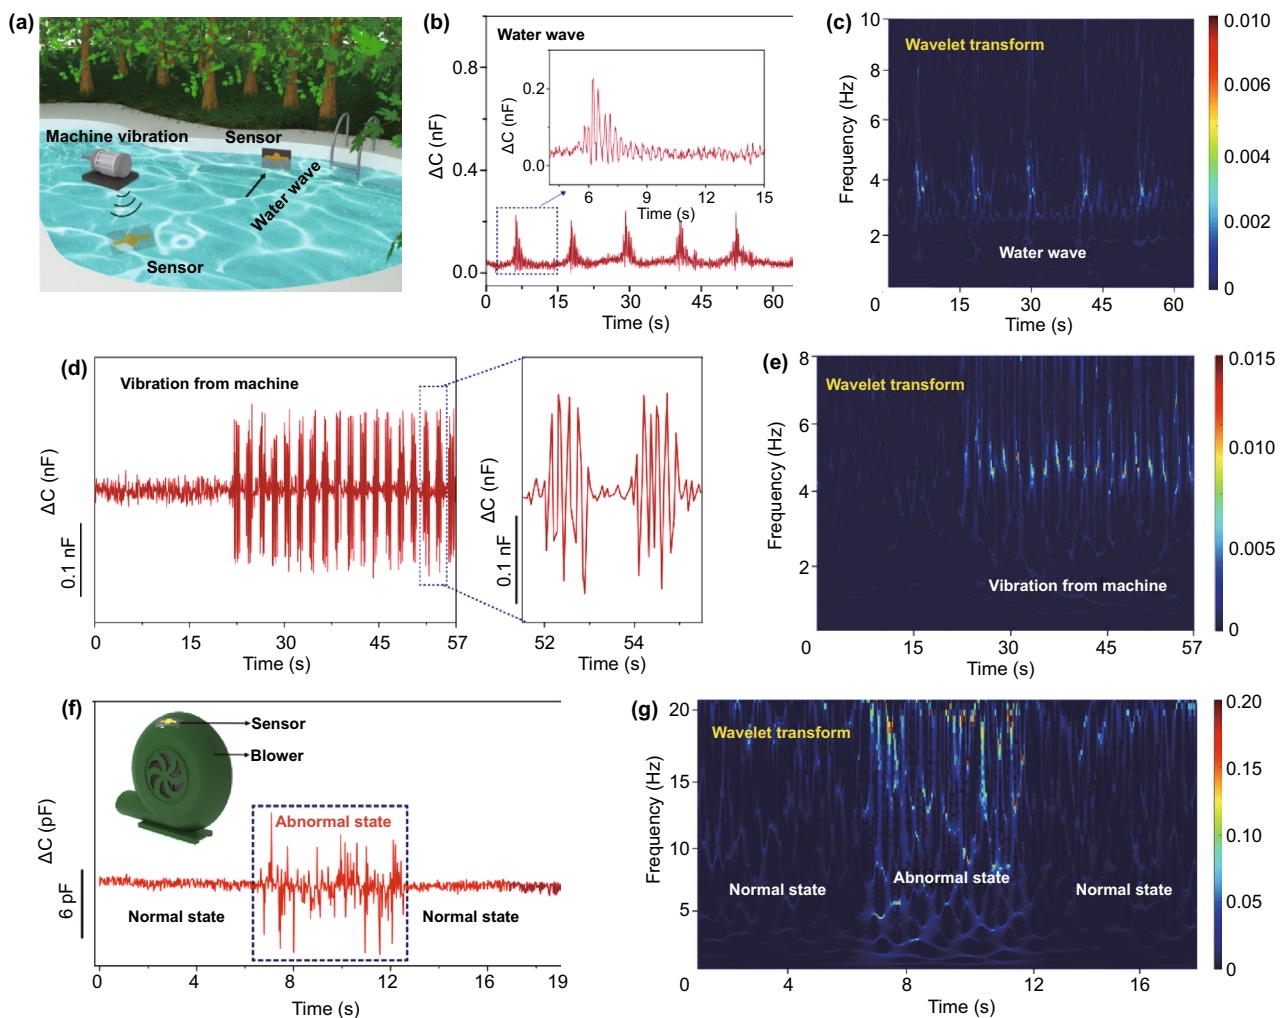 (a)
Machine vibration
Sensor
Water wave
Sensor
(b)
Water wave
ΔC (nF)
0.8
0.4
0.0
0 15 30 45 60
Time (s)
ΔC (nF)
0.2
0.0
6 9 12 15
Time (s)
(c)
Wavelet transform
Frequency (Hz)
10
8
6
4
2
0 15 30 45 60
Time (s)
Water wave
0.010
0.008
0.006
0.004
0.002
0
(d)
Vibration from machine
ΔC (nF)
0.1 nF
0 15 30 45 57
Time (s)
ΔC (nF)
0.1 nF
52 54
Time (s)
(e)
Wavelet transform
Frequency (Hz)
8
6
4
2
0 15 30 45 57
Time (s)
Vibration from machine
0.015
0.010
0.005
0
(f)
Sensor
Blower
ΔC (pF)
6 pF
Abnormal state
Normal state
Normal state
0 4 8 12 16 19
Time (s)
(g)
Wavelet transform
Frequency (Hz)
20
15
10
5
0 4 8 12 16
Time (s)
Normal state
Abnormal state
Normal state
0.20
0.15
0.10
0.05
0